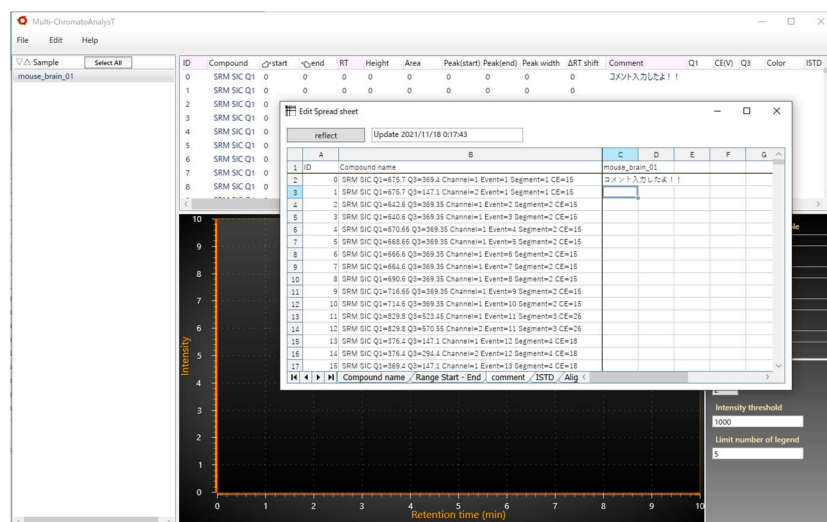 Multi-ChromatoAnalysT
File Edit Help
▽△ Sample Select All
mouse_brain_01
ID Compound start end RT Height Area Peak(start) Peak(end) Peak width ΔRT shift Comment Q1 CE(V) Q3 Color ISTD
0 SRM SIC Q1 0 0 0 0 0 0 0 0 0 コメント入力したよ！！
1 SRM SIC Q1 0 0 0 0 0 0 0 0 0
2 SRM SIC Q1 0
3 SRM SIC Q1 0
4 SRM SIC Q1 0
5 SRM SIC Q1 0
6 SRM SIC Q1 0
7 SRM SIC Q1 0
8 SRM SIC Q1 0
Edit Spread sheet
reflect Update 2021/11/18 0:17:43
A B C D E F G
1 ID Compound name mouse_brain_01
2 0 SRM SIC Q1=675.7 Q3=369.4 Channel=1 Event=1 Segment=1 CE=15 コメント入力したよ！！
3 1 SRM SIC Q1=675.7 Q3=147.1 Channel=2 Event=1 Segment=1 CE=15
4 2 SRM SIC Q1=642.6 Q3=369.35 Channel=1 Event=2 Segment=2 CE=15
5 3 SRM SIC Q1=640.6 Q3=369.35 Channel=1 Event=3 Segment=2 CE=15
6 4 SRM SIC Q1=670.65 Q3=369.35 Channel=1 Event=4 Segment=2 CE=15
7 5 SRM SIC Q1=668.65 Q3=369.35 Channel=1 Event=5 Segment=2 CE=15
8 6 SRM SIC Q1=666.6 Q3=369.35 Channel=1 Event=6 Segment=2 CE=15
9 7 SRM SIC Q1=664.6 Q3=369.35 Channel=1 Event=7 Segment=2 CE=15
10 8 SRM SIC Q1=690.6 Q3=369.35 Channel=1 Event=8 Segment=2 CE=15
11 9 SRM SIC Q1=716.65 Q3=369.35 Channel=1 Event=9 Segment=2 CE=15
12 10 SRM SIC Q1=714.6 Q3=369.35 Channel=1 Event=10 Segment=2 CE=15
13 11 SRM SIC Q1=829.8 Q3=523.45 Channel=1 Event=11 Segment=3 CE=26
14 12 SRM SIC Q1=829.8 Q3=570.55 Channel=2 Event=11 Segment=3 CE=26
15 13 SRM SIC Q1=376.4 Q3=147.1 Channel=1 Event=12 Segment=4 CE=18
16 14 SRM SIC Q1=376.4 Q3=294.4 Channel=2 Event=12 Segment=4 CE=18
17 15 SRM SIC Q1=369.4 Q3=147.1 Channel=1 Event=13 Segment=4 CE=18
Compound name Range Start - End comment ISTD Alig
Intensity
10
9
8
7
6
5
4
3
2
1
0
0 1 2 3 4 5 6 7 8 9 10
Retention time (min)
Intensity threshold
1000
Limit number of legend
5